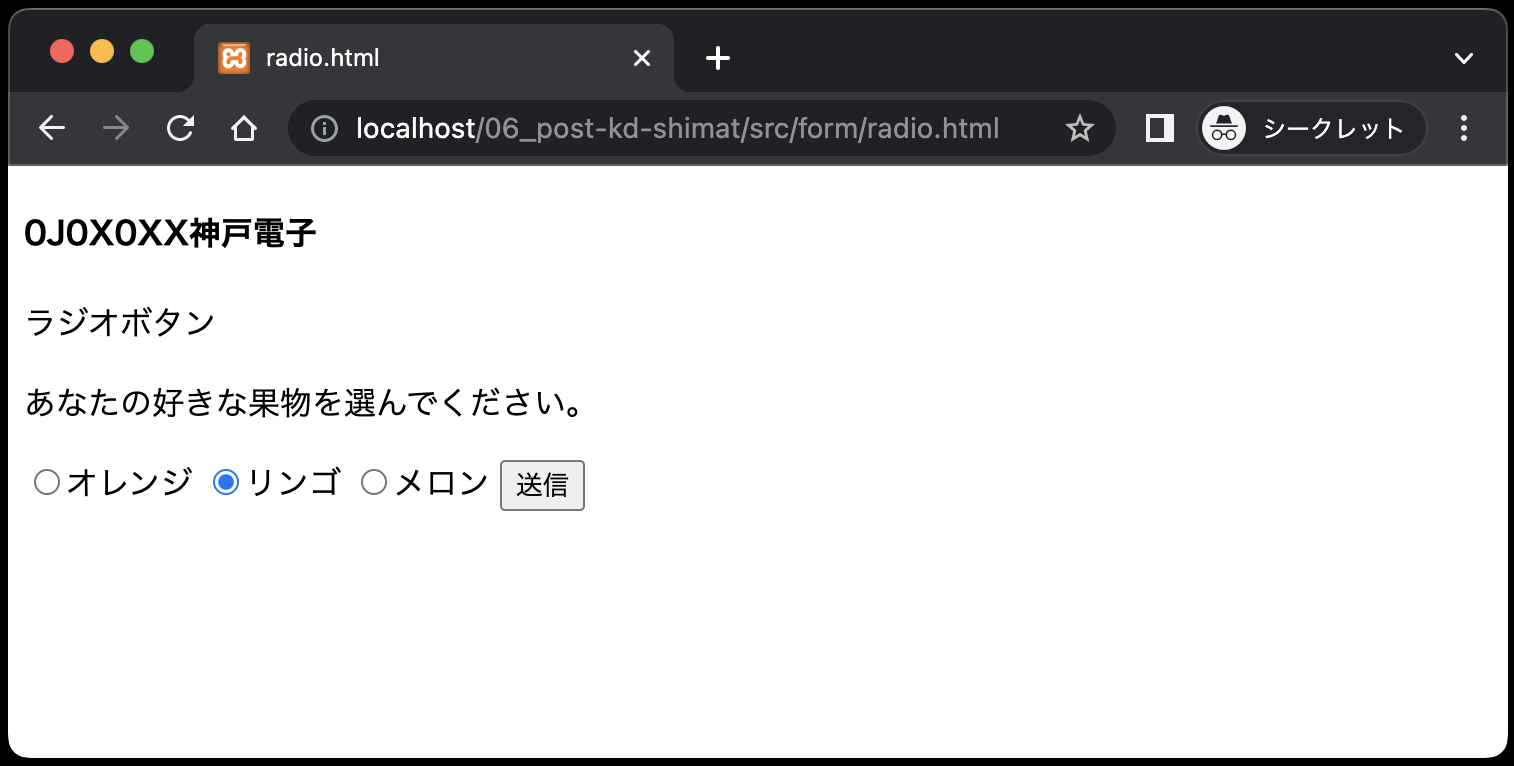 radio.html
localhost/06_post-kd-shimat/src/form/radio.html
シークレット
0J0X0XX神戸電子
ラジオボタン
あなたの好きな果物を選んでください。
オレンジ リンゴ メロン 送信